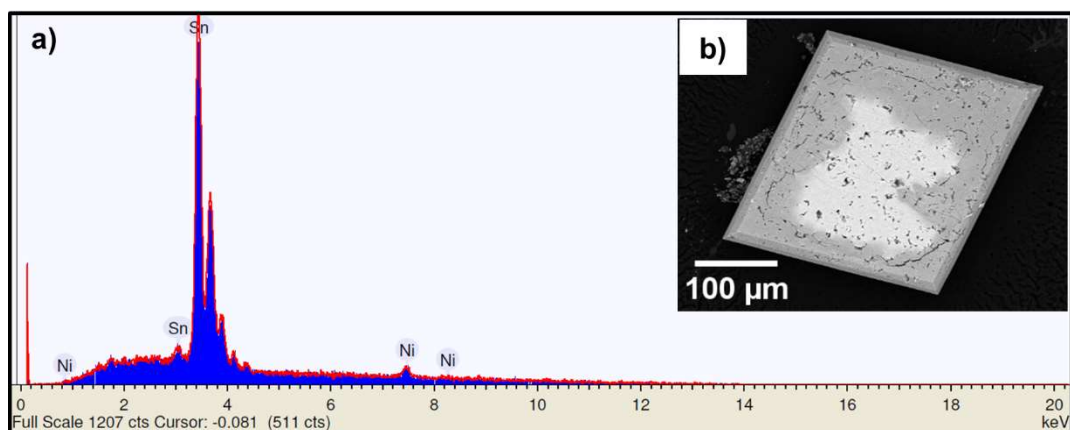 a)
Sn
Sn
Ni
Ni
Ni
0 2 4 6 8 10 12 14 16 18 20
Full Scale 1207 cts Cursor: -0.081 (511 cts)
keV
b)
100 µm